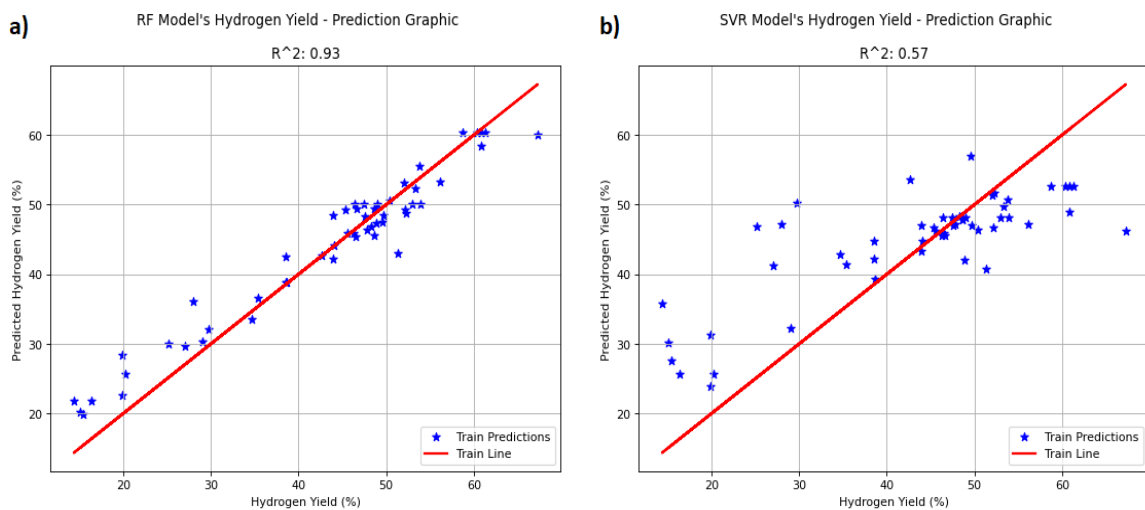 a)
RF Model's Hydrogen Yield - Prediction Graphic
R^2: 0.93
Predicted Hydrogen Yield (%)
60
50
40
30
20
20 30 40 50 60
Hydrogen Yield (%)
Train Predictions
Train Line
b)
SVR Model's Hydrogen Yield - Prediction Graphic
R^2: 0.57
Predicted Hydrogen Yield (%)
60
50
40
30
20
20 30 40 50 60
Hydrogen Yield (%)
Train Predictions
Train Line